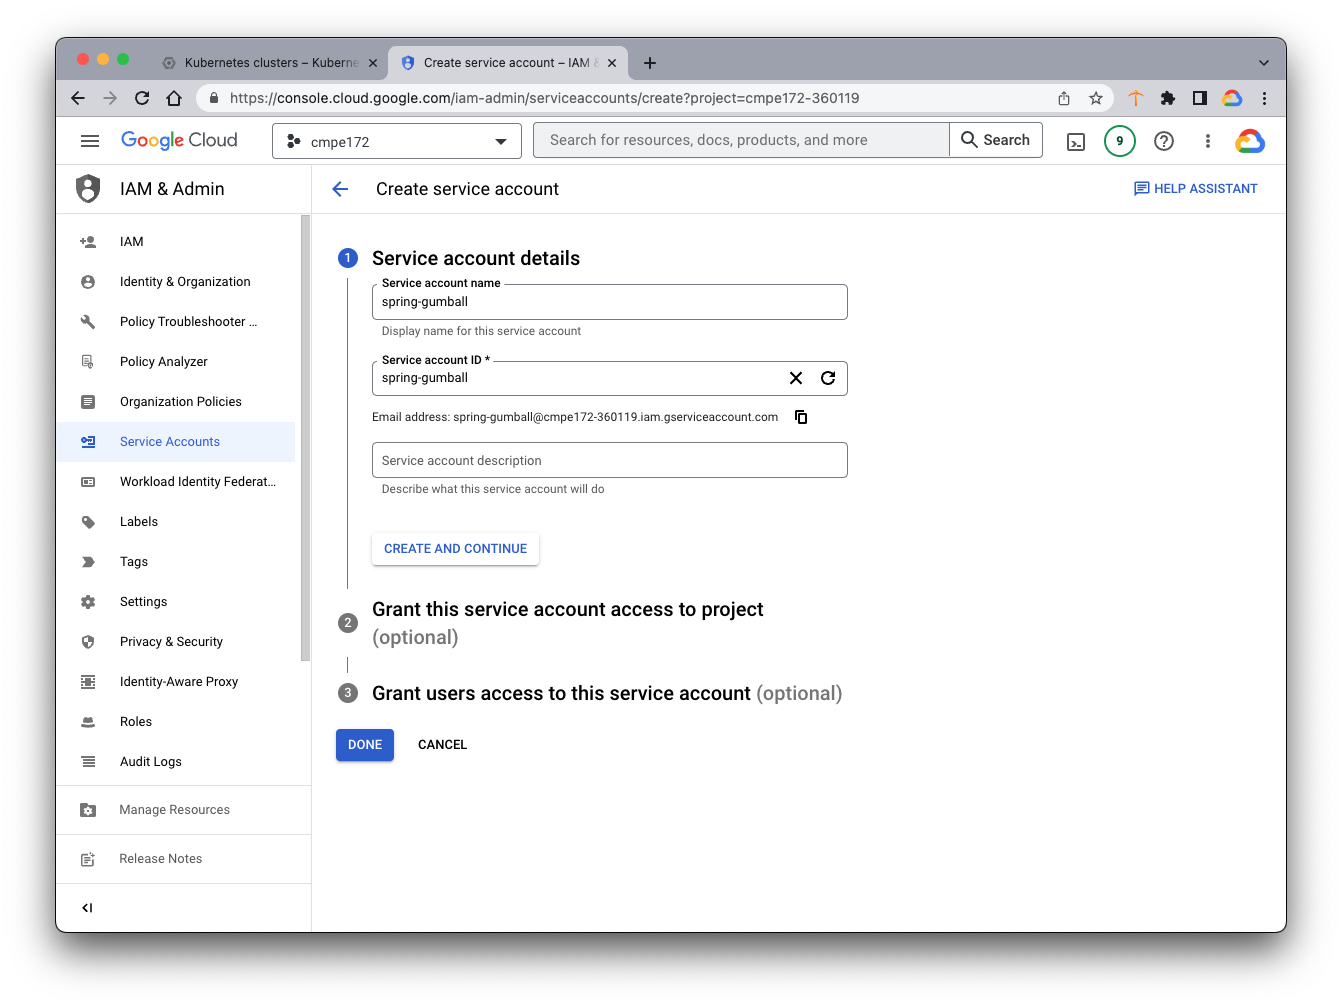 Kubernetes clusters – Kuberne
Create service account – IAM &
https://console.cloud.google.com/iam-admin/serviceaccounts/create?project=cmpe172-360119
Google Cloud
cmpe172
Search for resources, docs, products, and more
Search
9
IAM & Admin
Create service account
HELP ASSISTANT
IAM
Identity & Organization
Policy Troubleshooter ...
Policy Analyzer
Organization Policies
Service Accounts
Workload Identity Federat...
Labels
Tags
Settings
Privacy & Security
Identity-Aware Proxy
Roles
Audit Logs
Manage Resources
Release Notes
1 Service account details
Service account name
spring-gumball
Display name for this service account
Service account ID *
spring-gumball
Email address: spring-gumball@cmpe172-360119.iam.gserviceaccount.com
Service account description
Describe what this service account will do
CREATE AND CONTINUE
2 Grant this service account access to project
(optional)
3 Grant users access to this service account (optional)
DONE CANCEL